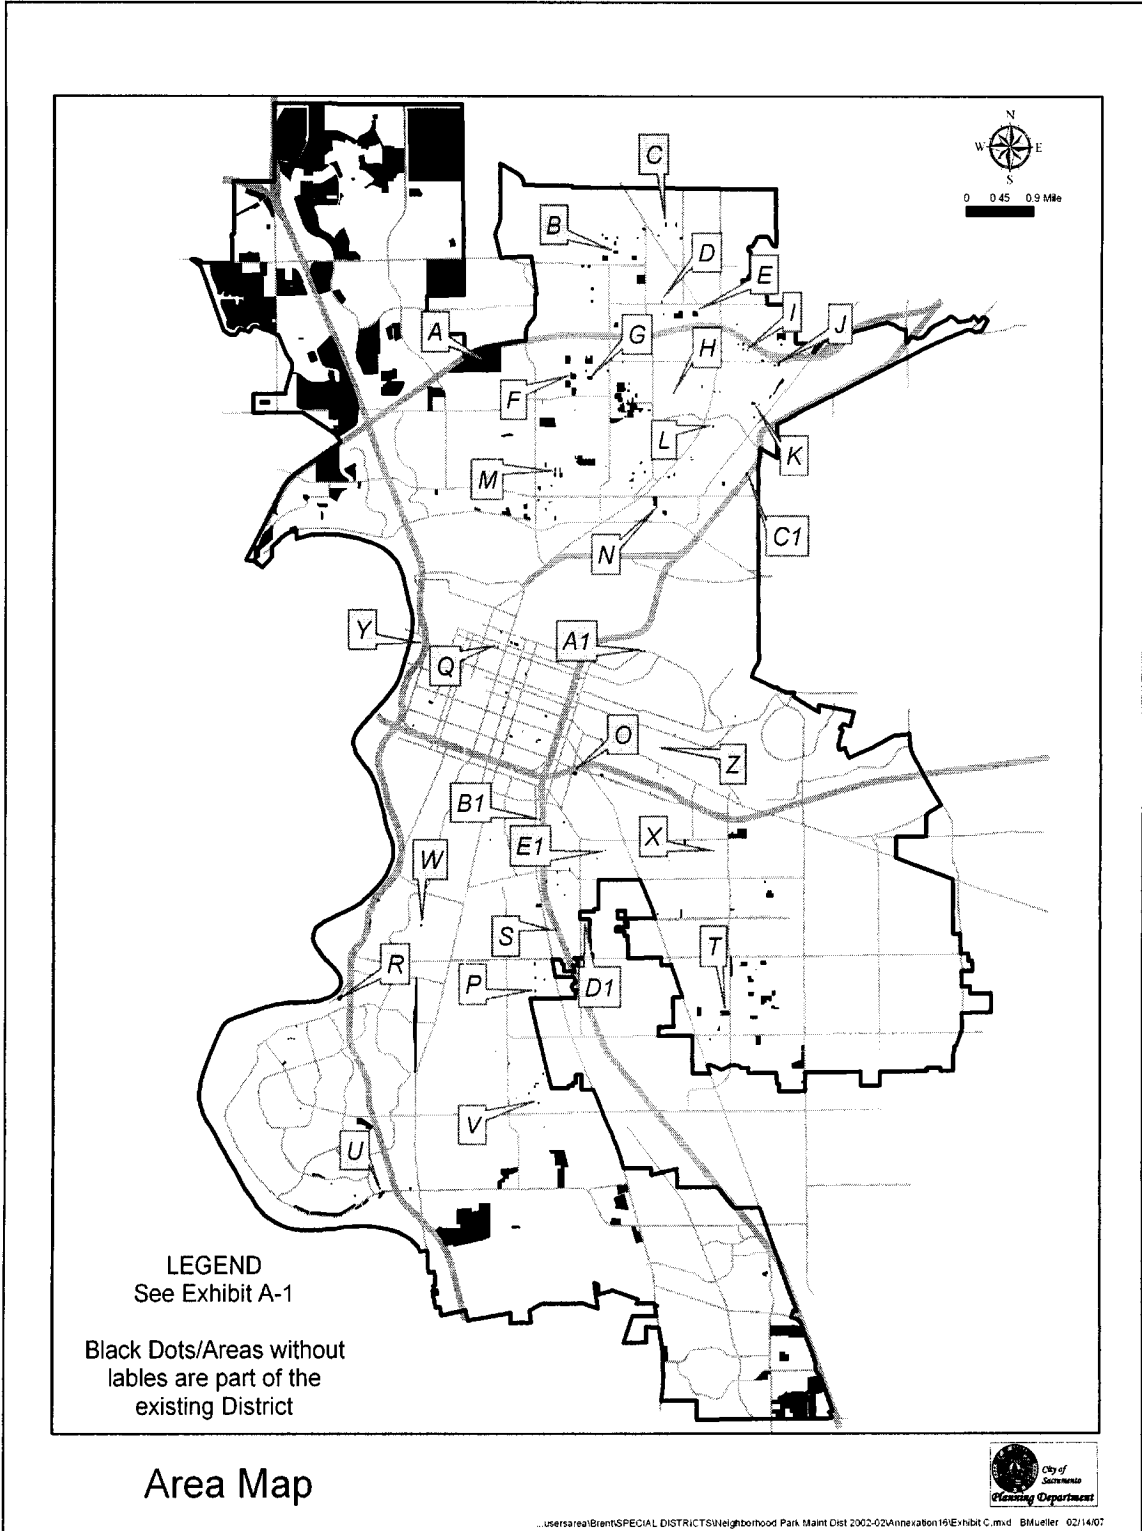 N
W E
S
0 0.45 0.9 Mile
C
B
D
E
I
J
A
G
H
F
L
K
M
C1
N
Y
A1
Q
O
Z
B1
E1
X
W
S
T
R
P
D1
V
U
LEGEND
See Exhibit A-1
Black Dots/Areas without
lables are part of the
existing District
Area Map
City of
Sacramento
Planning Department
...usersarea\Brent\SPECIAL DISTRICTS\Neighborhood Park Maint Dist 2002-02\Annexation16\Exhibit C.mxd BMueller 02/14/07